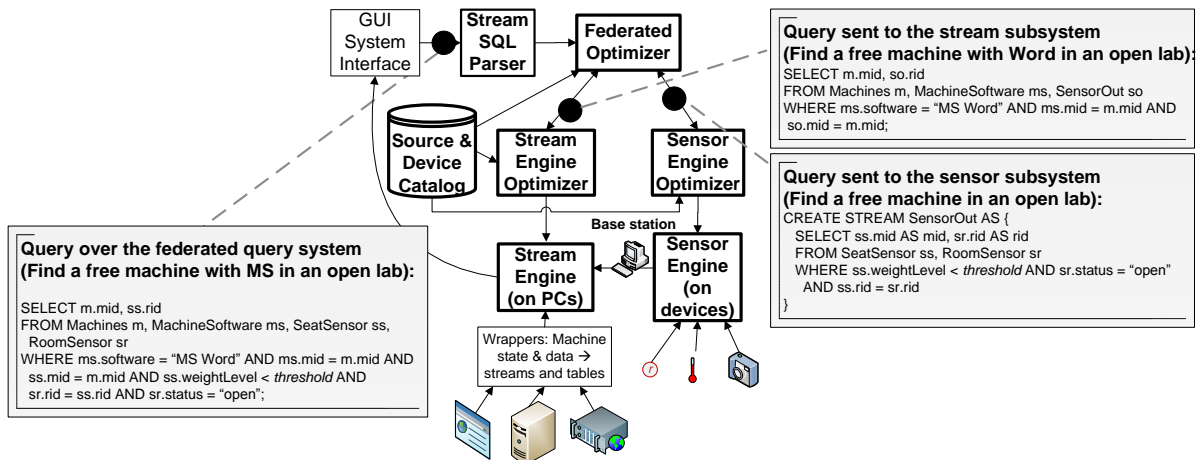 GUI
System
Interface
Stream
SQL
Parser
Federated
Optimizer
Source &
Device
Catalog
Stream
Engine
Optimizer
Sensor
Engine
Optimizer
Base station
Stream
Engine
(on PCs)
Sensor
Engine
(on
devices)
Wrappers: Machine
state & data →
streams and tables
r
Query sent to the stream subsystem
(Find a free machine with Word in an open lab):
SELECT m.mid, so.rid
FROM Machines m, MachineSoftware ms, SensorOut so
WHERE ms.software = “MS Word” AND ms.mid = m.mid AND
so.mid = m.mid;
Query sent to the sensor subsystem
(Find a free machine in an open lab):
CREATE STREAM SensorOut AS {
SELECT ss.mid AS mid, sr.rid AS rid
FROM SeatSensor ss, RoomSensor sr
WHERE ss.weightLevel < threshold AND sr.status = “open”
AND ss.rid = sr.rid
}
Query over the federated query system
(Find a free machine with MS in an open lab):
SELECT m.mid, ss.rid
FROM Machines m, MachineSoftware ms, SeatSensor ss,
RoomSensor sr
WHERE ms.software = “MS Word” AND ms.mid = m.mid AND
ss.mid = m.mid AND ss.weightLevel < threshold AND
sr.rid = ss.rid AND sr.status = “open”;